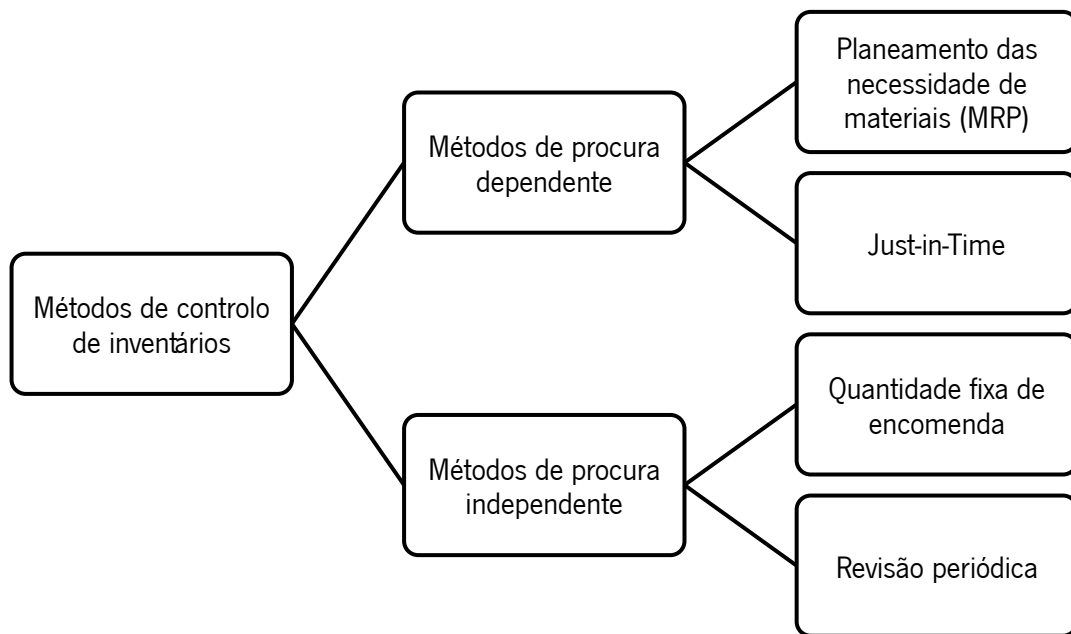 Métodos de controlo
de inventários
Métodos de procura
dependente
Métodos de procura
independente
Planeamento das
necessidade de
materiais (MRP)
Just-in-Time
Quantidade fixa de
encomenda
Revisão periódica